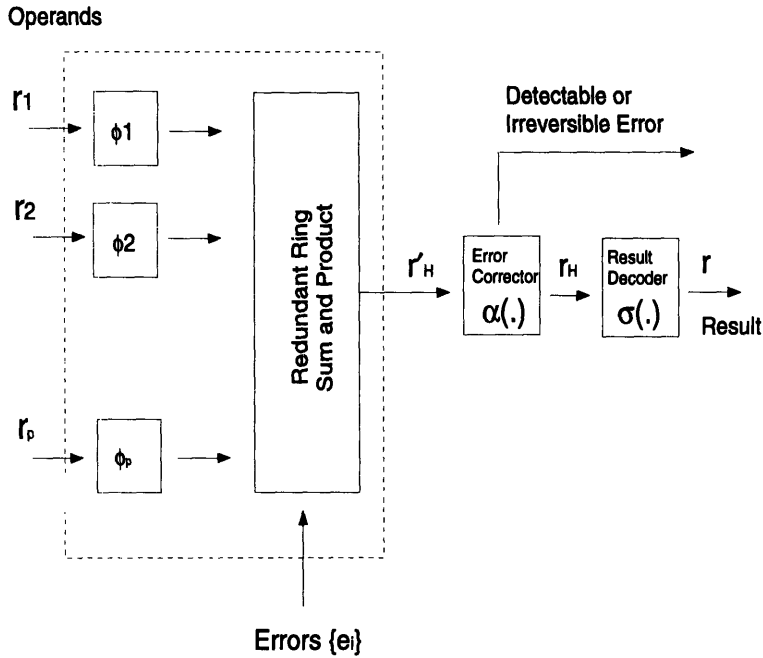 Operands
r1
ϕ1
r2
ϕ2
rp
ϕp
Redundant Ring
Sum and Product
Errors {ei}
r'H
Error
Corrector
α(.)
Detectable or
Irreversible Error
rH
Result
Decoder
σ(.)
r
Result